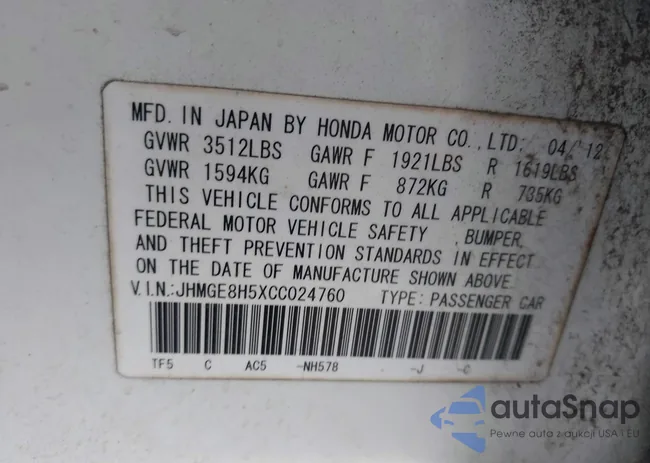 MFD. IN JAPAN BY HONDA MOTOR CO.,LTD. 04/12
GVWR 3512LBS GAWR F 1921LBS R 1619LBS
GVWR 1594KG GAWR F 872KG R 735KG
THIS VEHICLE CONFORMS TO ALL APPLICABLE
FEDERAL MOTOR VEHICLE SAFETY , BUMPER,
AND THEFT PREVENTION STANDARDS IN EFFECT
ON THE DATE OF MANUFACTURE SHOWN ABOVE.
V.I.N.:JHMGE8H5XCC024760 TYPE: PASSENGER CAR
TF5 C AC5 -NH578 -J -C
autaSnap
Pewne auta z aukcji USA i EU